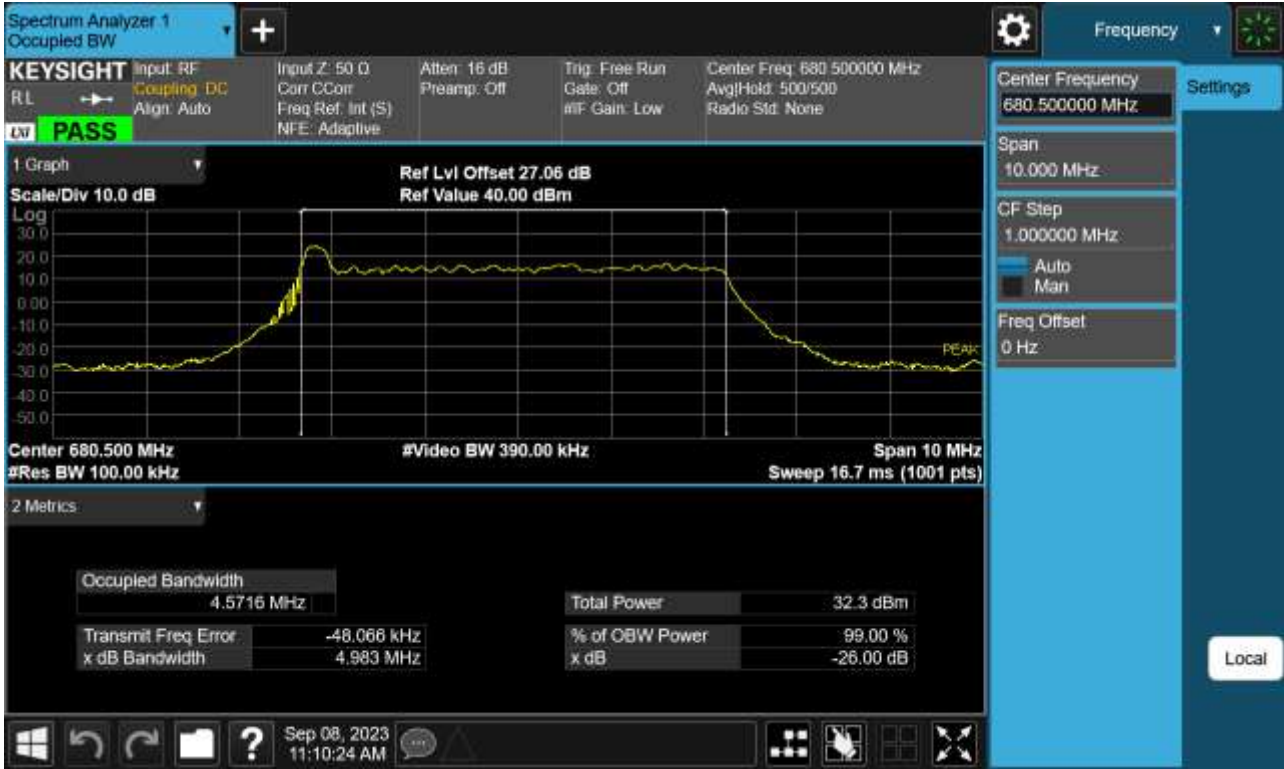 Spectrum Analyzer 1
Occupied BW
+
Frequency
KEYSIGHT
RL
LXI
PASS
Input: RF
Coupling: DC
Align: Auto
Input Z: 50 Ω
Corr CCorr
Freq Ref: Int (S)
NFE: Adaptive
Atten: 16 dB
Preamp: Off
Trig: Free Run
Gate: Off
#IF Gain: Low
Center Freq: 680.500000 MHz
Avg|Hold: 500/500
Radio Std: None
1 Graph
Scale/Div 10.0 dB
Ref Lvl Offset 27.06 dB
Ref Value 40.00 dBm
Log
30.0
20.0
10.0
0.00
-10.0
-20.0
-30.0
-40.0
-50.0
PEAK
Center 680.500 MHz
#Video BW 390.00 kHz
Span 10 MHz
#Res BW 100.00 kHz
Sweep 16.7 ms (1001 pts)
2 Metrics
Occupied Bandwidth
4.5716 MHz
Total Power 32.3 dBm
Transmit Freq Error -48.066 kHz
% of OBW Power 99.00 %
x dB Bandwidth 4.983 MHz
x dB -26.00 dB
Center Frequency
680.500000 MHz
Settings
Span
10.000 MHz
CF Step
1.000000 MHz
Auto
Man
Freq Offset
0 Hz
Local
?
Sep 08, 2023
11:10:24 AM